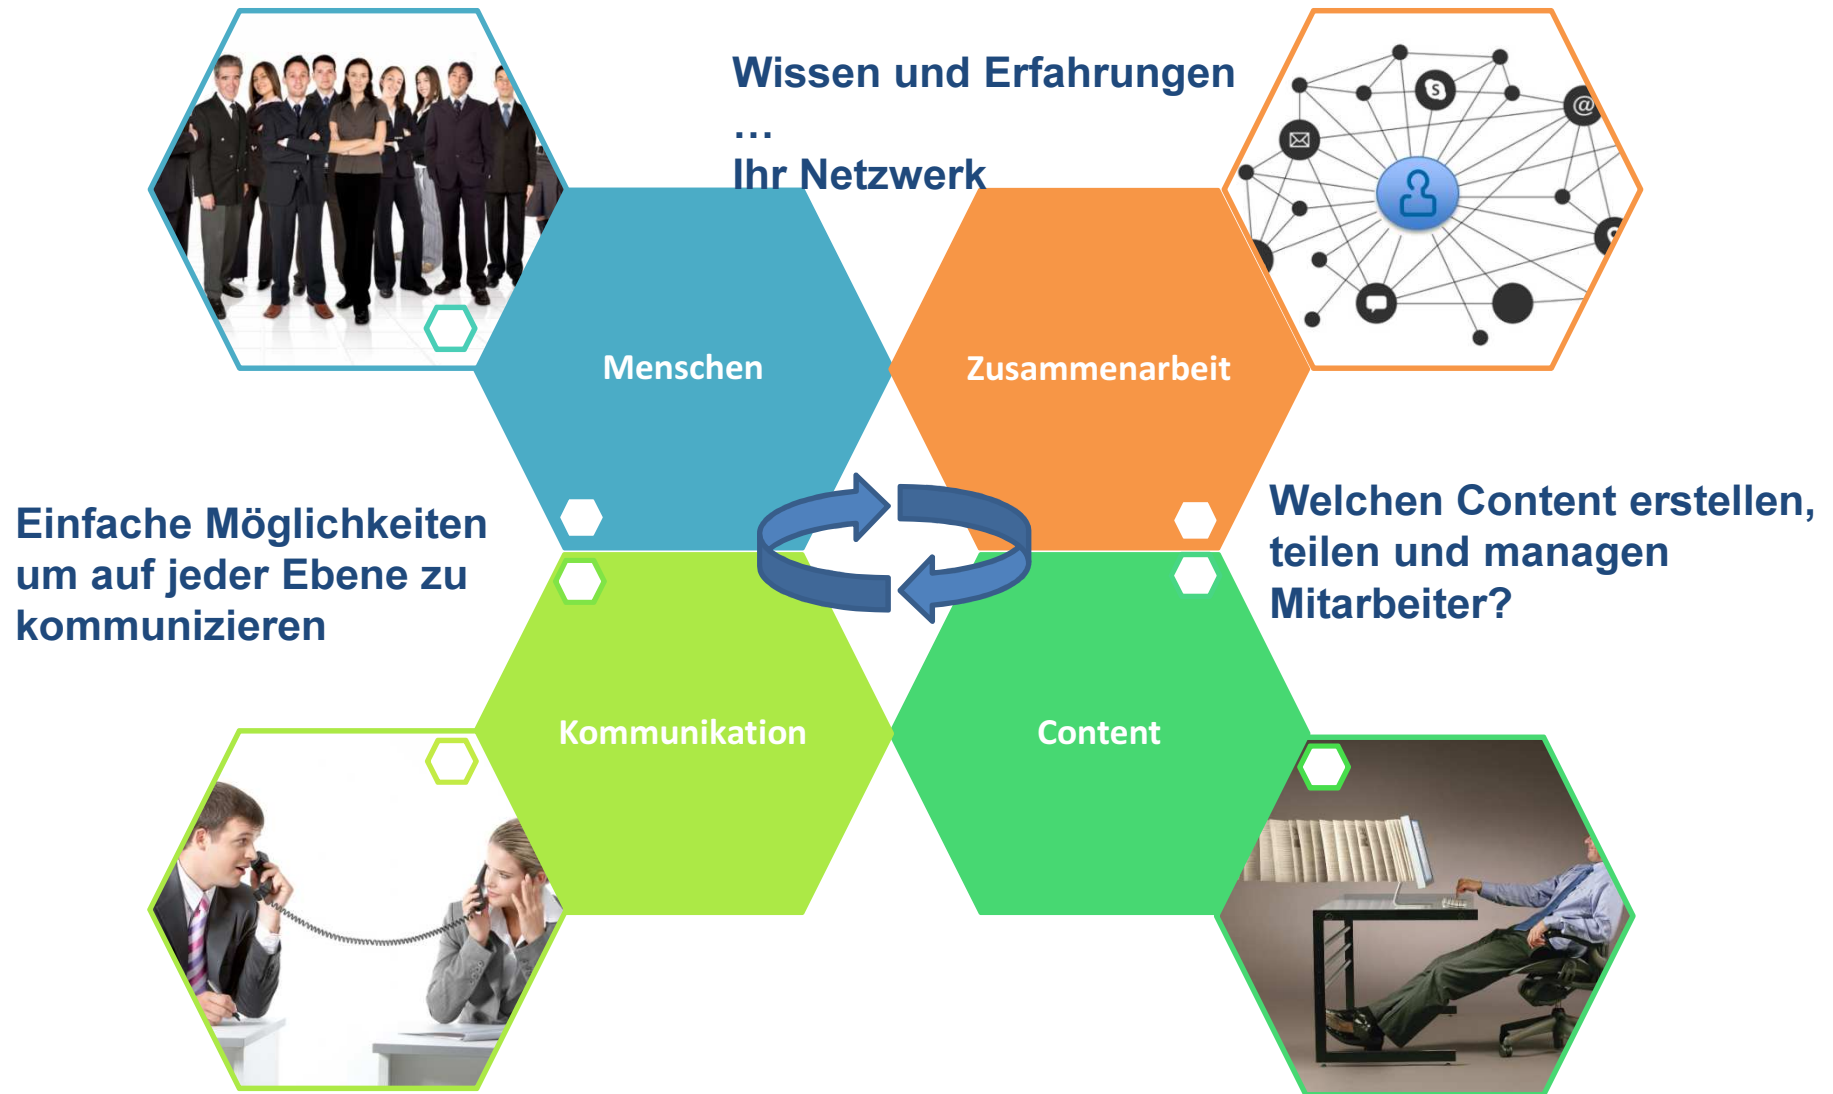 Wissen und Erfahrungen
…
Ihr Netzwerk
Menschen
Zusammenarbeit
Einfache Möglichkeiten
um auf jeder Ebene zu
kommunizieren
Welchen Content erstellen,
teilen und managen
Mitarbeiter?
Kommunikation
Content